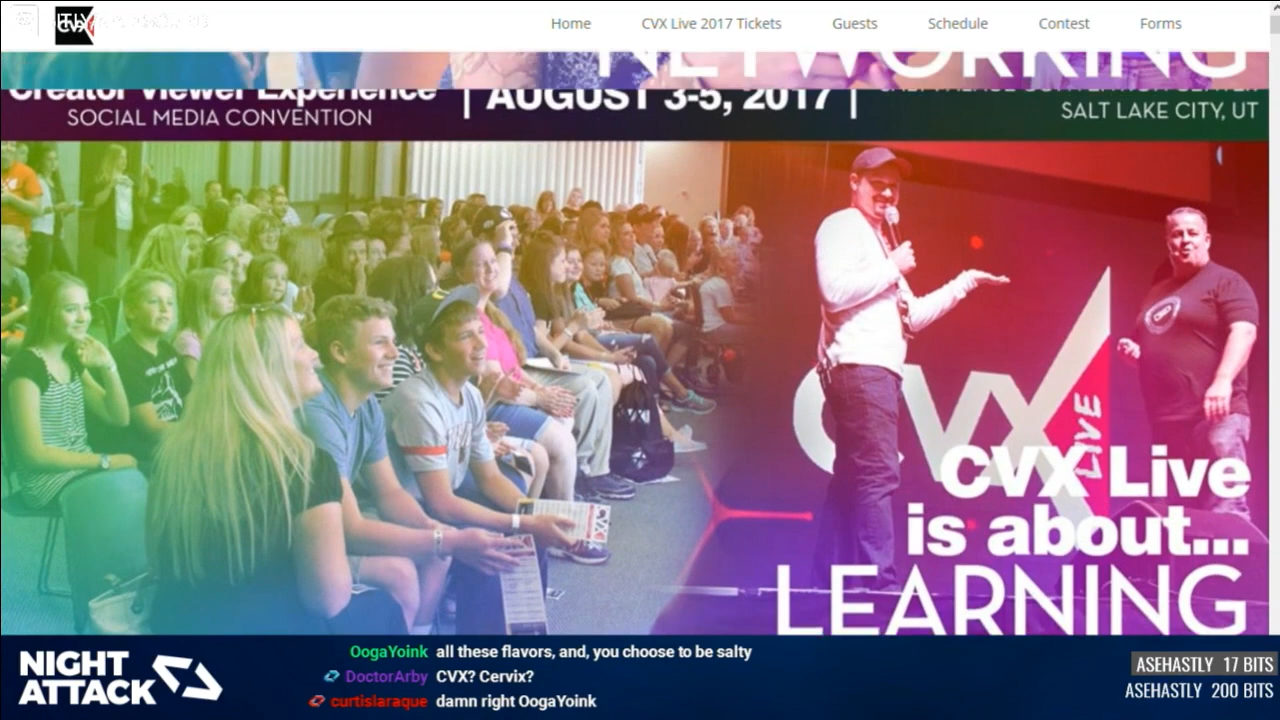 Home CVX Live 2017 Tickets Guests Schedule Contest Forms
NETWORKING
Creator Viewer Experience | AUGUST 3-5, 2017 |
SOCIAL MEDIA CONVENTION SALT LAKE CITY, UT
CVX
LIVE
CVX Live
is about...
LEARNING
NIGHT
ATTACK
OogaYoink all these flavors, and, you choose to be salty
DoctorArby CVX? Cervix?
curtislaraque damn right OogaYoink
ASEHASTLY 17 BITS
ASEHASTLY 200 BITS